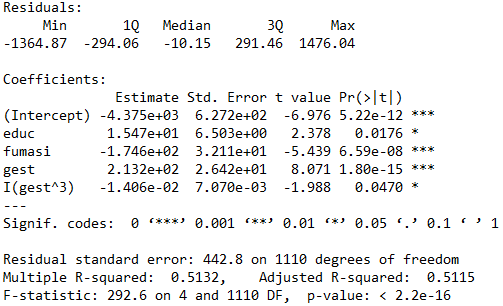 Residuals:
     Min       1Q   Median       3Q      Max
-1364.87  -294.06   -10.15   291.46  1476.04

Coefficients:
              Estimate Std. Error t value Pr(>|t|)
(Intercept) -4.375e+03  6.272e+02  -6.976 5.22e-12 ***
educ         1.547e+01  6.503e+00   2.378   0.0176 *
fumasi      -1.746e+02  3.211e+01  -5.439 6.59e-08 ***
gest         2.132e+02  2.642e+01   8.071 1.80e-15 ***
I(gest^3)   -1.406e-02  7.070e-03  -1.988   0.0470 *
---
Signif. codes:  0 ‘***’ 0.001 ‘**’ 0.01 ‘*’ 0.05 ‘.’ 0.1 ‘ ’ 1

Residual standard error: 442.8 on 1110 degrees of freedom
Multiple R-squared:  0.5132,    Adjusted R-squared:  0.5115
F-statistic: 292.6 on 4 and 1110 DF,  p-value: < 2.2e-16